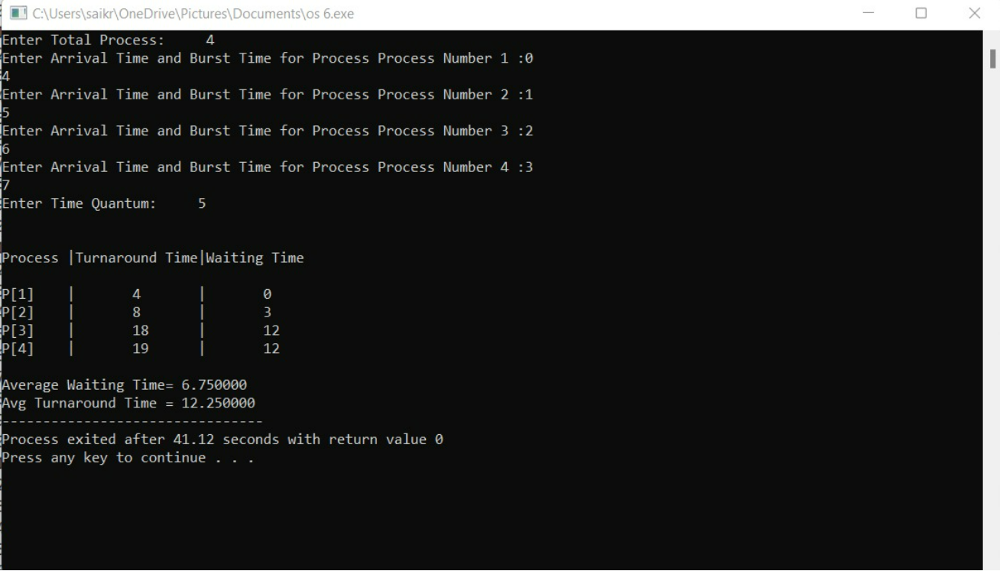 C:\Users\saikr\OneDrive\Pictures\Documents\os 6.exe
Enter Total Process:     4
Enter Arrival Time and Burst Time for Process Process Number 1 :0
4
Enter Arrival Time and Burst Time for Process Process Number 2 :1
5
Enter Arrival Time and Burst Time for Process Process Number 3 :2
6
Enter Arrival Time and Burst Time for Process Process Number 4 :3
7
Enter Time Quantum:     5
Process |Turnaround Time|Waiting Time
P[1]    |       4       |       0
P[2]    |       8       |       3
P[3]    |       18      |       12
P[4]    |       19      |       12
Average Waiting Time= 6.750000
Avg Turnaround Time = 12.250000
--------------------------------
Process exited after 41.12 seconds with return value 0
Press any key to continue . . .